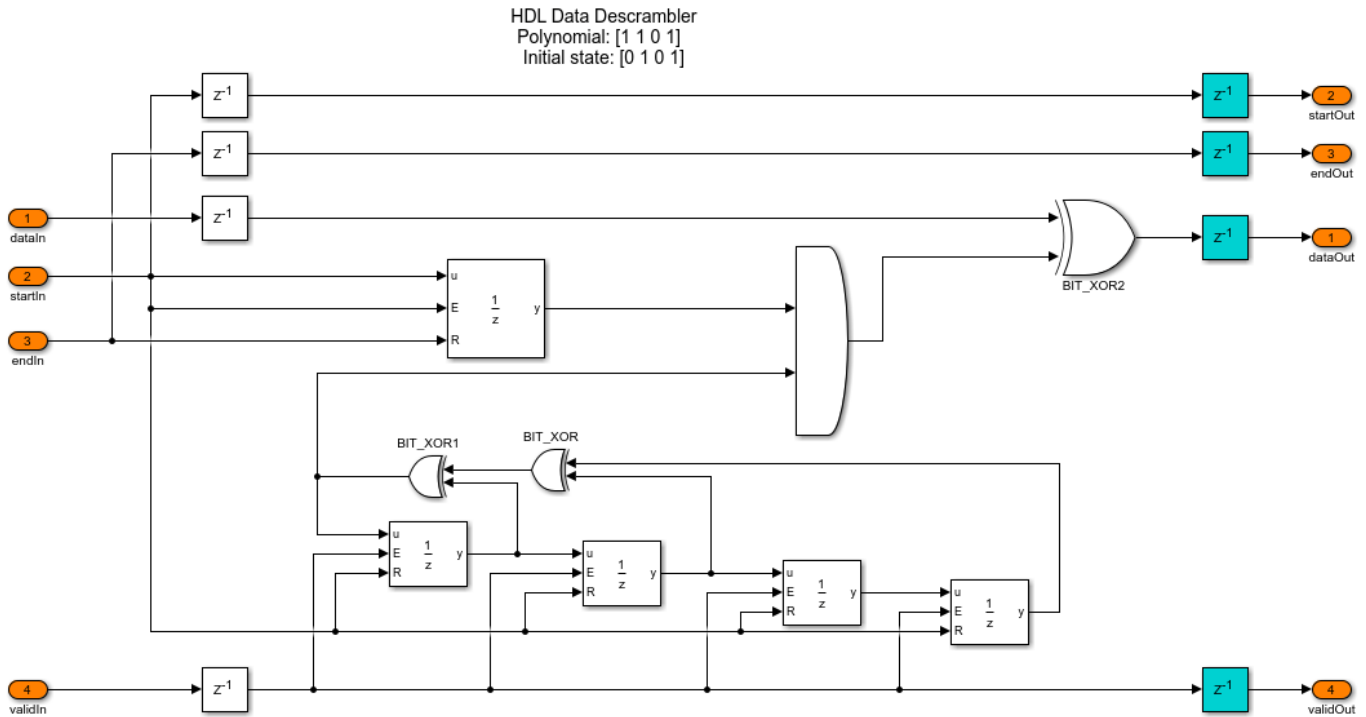 HDL Data Descrambler
Polynomial: [1 1 0 1]
Initial state: [0 1 0 1]
z-1
z-1
2
startOut
z-1
z-1
3
endOut
1
dataIn
z-1
z-1
1
dataOut
BIT_XOR2
2
startIn
3
endIn
u
E
R
1
z
y
BIT_XOR1
BIT_XOR
u
E
R
1
z
y
u
E
R
1
z
y
u
E
R
1
z
y
u
E
R
1
z
y
4
validIn
z-1
z-1
4
validOut